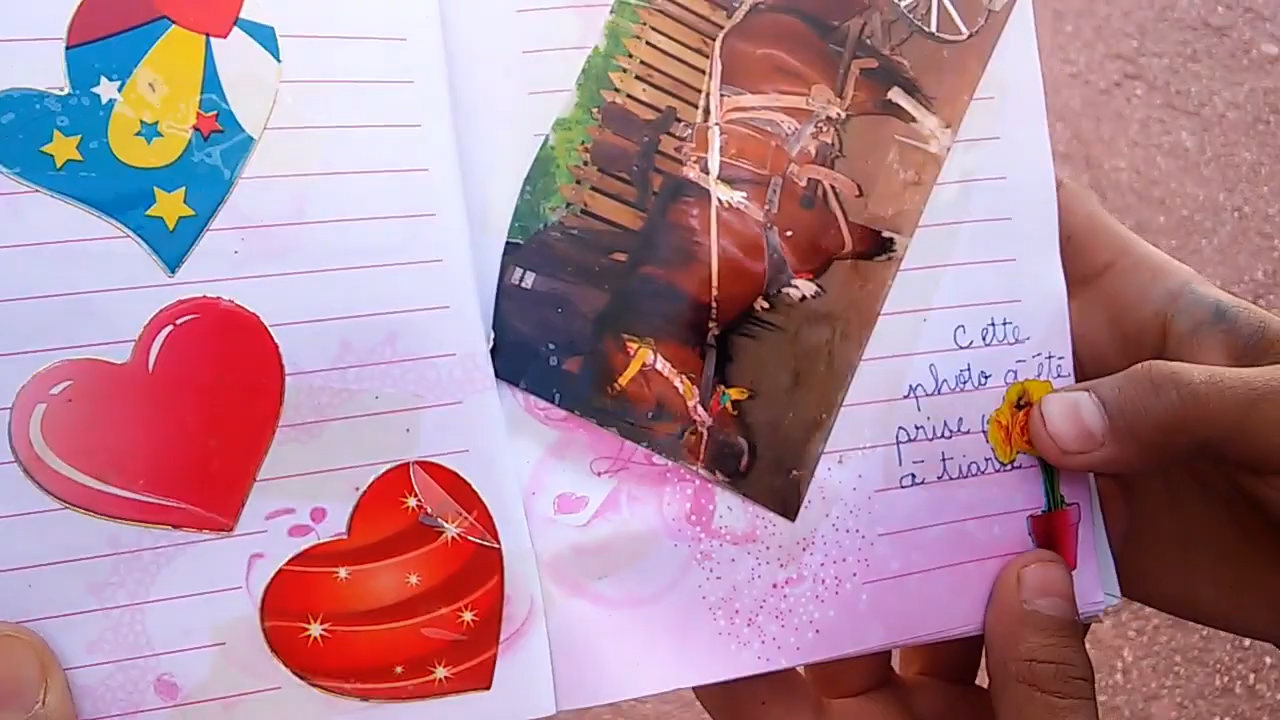 Cette
photo à été
prise
à